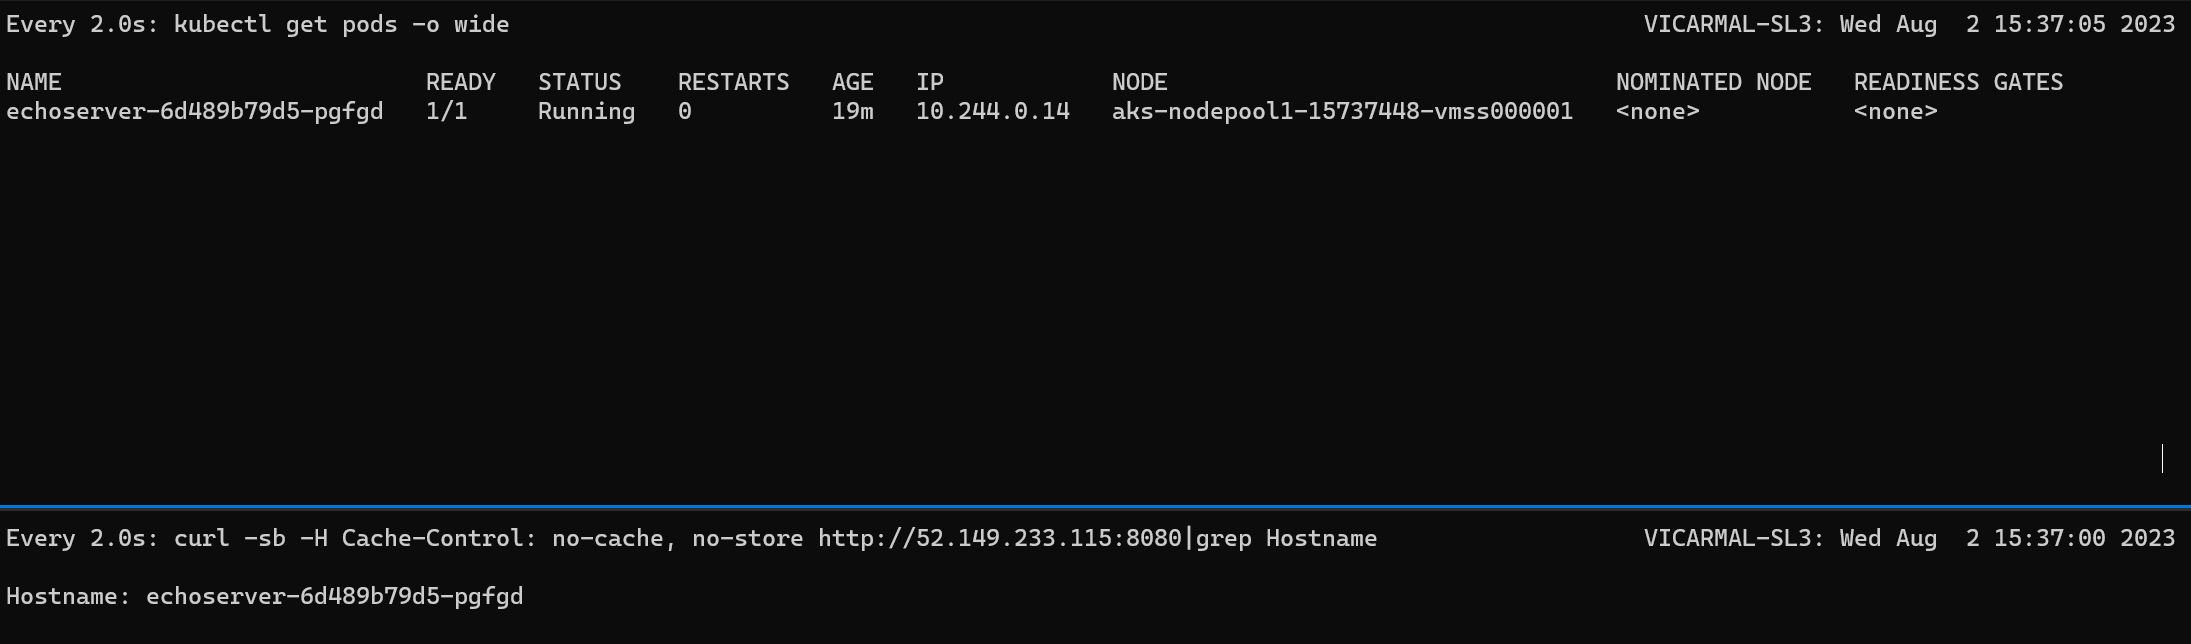 Every 2.0s: kubectl get pods -o wide VICARMAL-SL3: Wed Aug  2 15:37:05 2023
NAME READY STATUS RESTARTS AGE IP NODE NOMINATED NODE READINESS GATES
echoserver-6d489b79d5-pgfgd 1/1 Running 0 19m 10.244.0.14 aks-nodepool1-15737448-vmss000001 <none> <none>
Every 2.0s: curl -sb -H Cache-Control: no-cache, no-store http://52.149.233.115:8080|grep Hostname VICARMAL-SL3: Wed Aug  2 15:37:00 2023
Hostname: echoserver-6d489b79d5-pgfgd